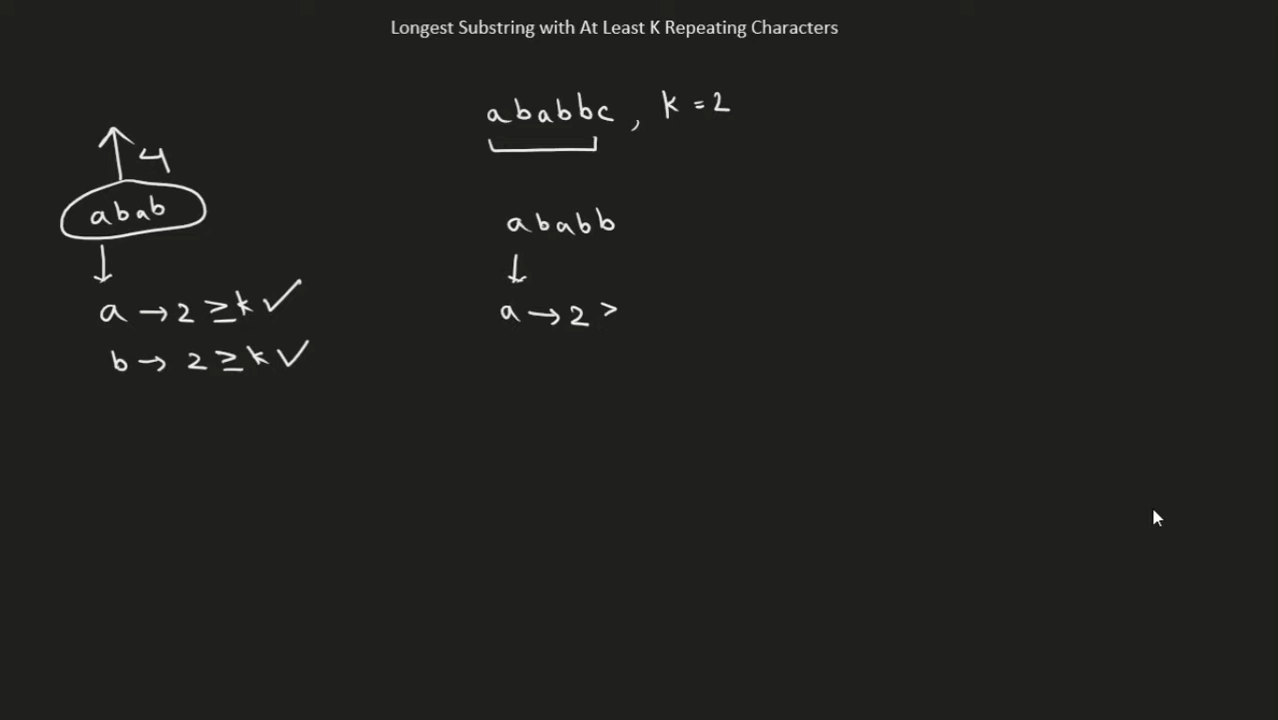 Longest Substring with At Least K Repeating Characters
ababbc, k = 2
4
abab
a → 2 ≥ k ✓
b → 2 ≥ k ✓
ababb
↓
a → 2 >